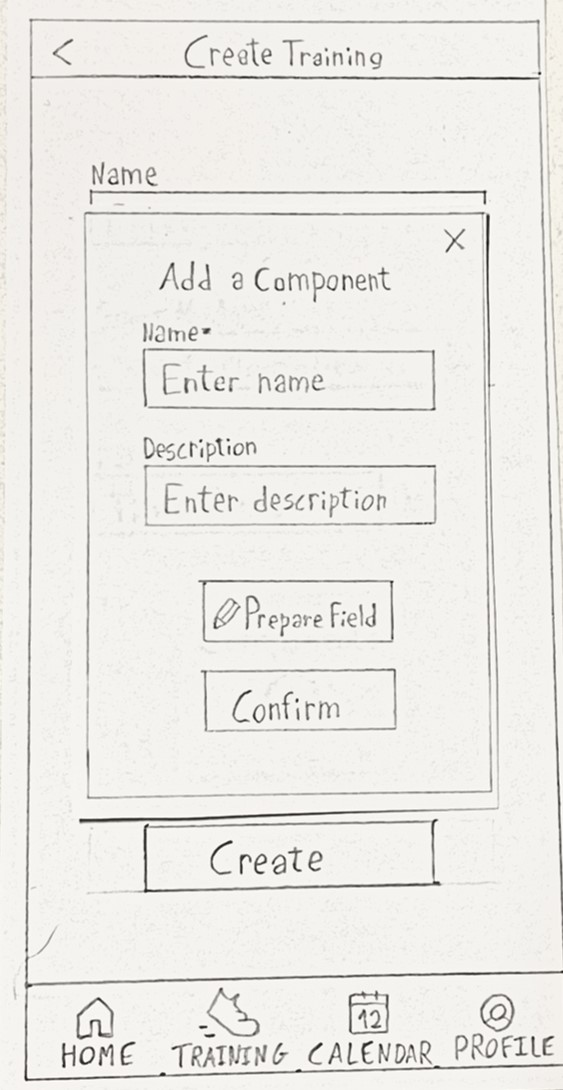 < Create Training
Name
X
Add a Component
Name*
Enter name
Description
Enter description
Prepare Field
Confirm
Create
12
HOME TRAINING CALENDAR PROFILE